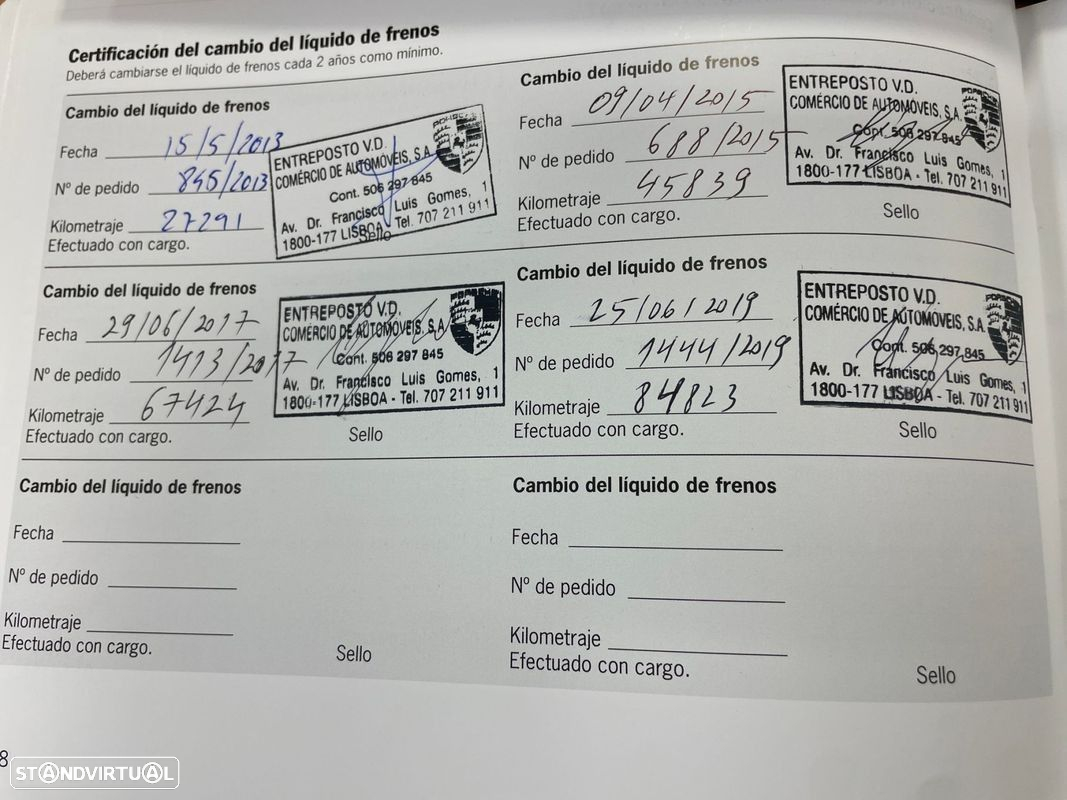 Certificación del cambio del líquido de frenos
Deberá cambiarse el líquido de frenos cada 2 años como mínimo.
Cambio del líquido de frenos
Fecha 15/5/2013
Nº de pedido 845/2013
Kilometraje 27291
Efectuado con cargo.
ENTREPOSTO V.D.
COMÉRCIO DE AUTOMÓVEIS, S.A.
Cont. 506 297 845
Av. Dr. Francisco Luis Gomes, 1
1800-177 LISBOA - Tel. 707 211 911
PORSCHE
Sello
Cambio del líquido de frenos
Fecha 09/04/2015
Nº de pedido 688/2015
Kilometraje 45839
Efectuado con cargo.
ENTREPOSTO V.D.
COMÉRCIO DE AUTOMÓVEIS, S.A.
Cont. 506 297 845
Av. Dr. Francisco Luis Gomes, 1
1800-177 LISBOA - Tel. 707 211 911
PORSCHE
Sello
Cambio del líquido de frenos
Fecha 29/06/2017
Nº de pedido 1413/2017
Kilometraje 67424
Efectuado con cargo.
ENTREPOSTO V.D.
COMÉRCIO DE AUTOMÓVEIS, S.A.
Cont. 506 297 845
Av. Dr. Francisco Luis Gomes, 1
1800-177 LISBOA - Tel. 707 211 911
PORSCHE
Sello
Cambio del líquido de frenos
Fecha 25/06/2019
Nº de pedido 1444/2019
Kilometraje 84823
Efectuado con cargo.
ENTREPOSTO V.D.
COMÉRCIO DE AUTOMÓVEIS, S.A.
Cont. 506 297 845
Av. Dr. Francisco Luis Gomes, 1
1800-177 LISBOA - Tel. 707 211 911
PORSCHE
Sello
Cambio del líquido de frenos
Fecha
Nº de pedido
Kilometraje
Efectuado con cargo.
Sello
Cambio del líquido de frenos
Fecha
Nº de pedido
Kilometraje
Efectuado con cargo.
Sello
8
STANDVIRTUAL